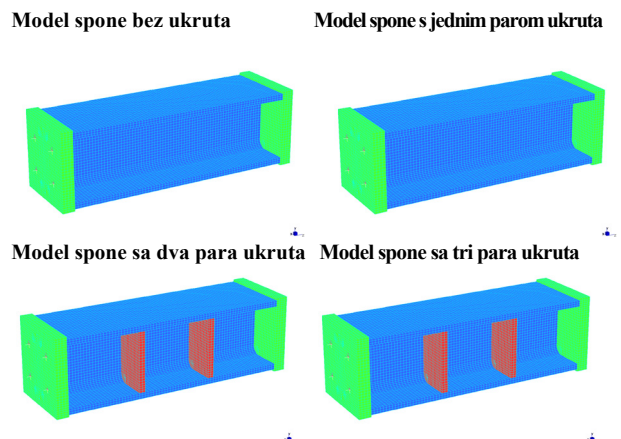 Model spone bez ukruta
Model spone s jednim parom ukruta
Model spone sa dva para ukruta
Model spone sa tri para ukruta